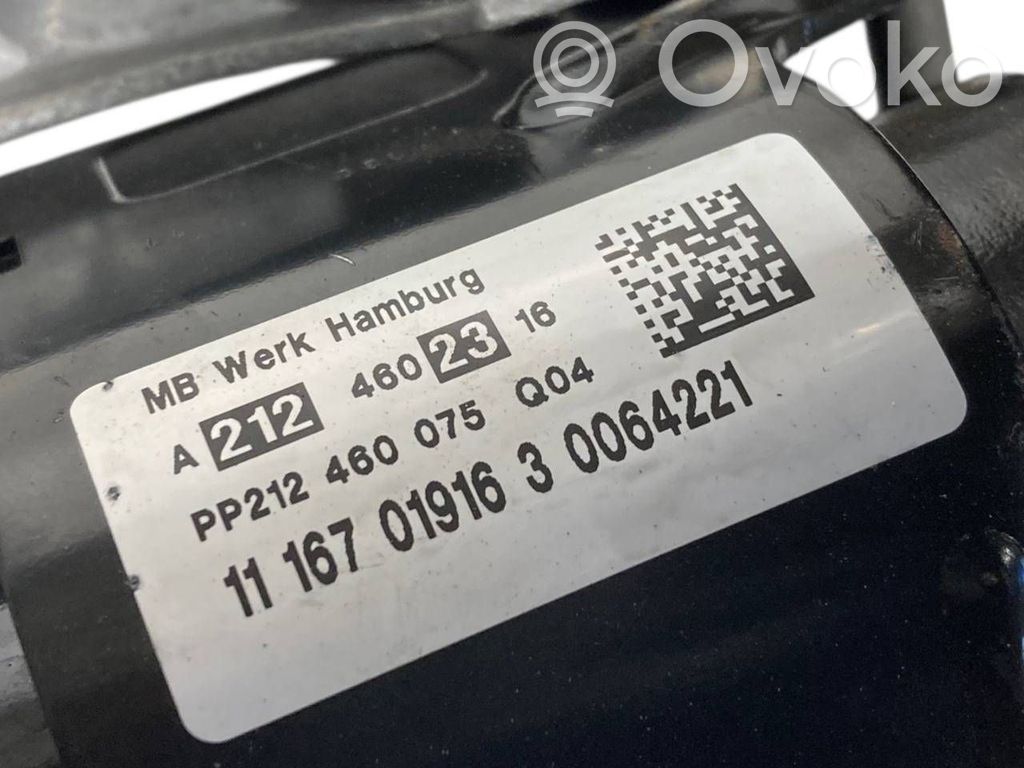 Ovoko
MB Werk Hamburg
A 212 460 23 16
PP212 460 075 Q04
11 167 01916 3 0064221